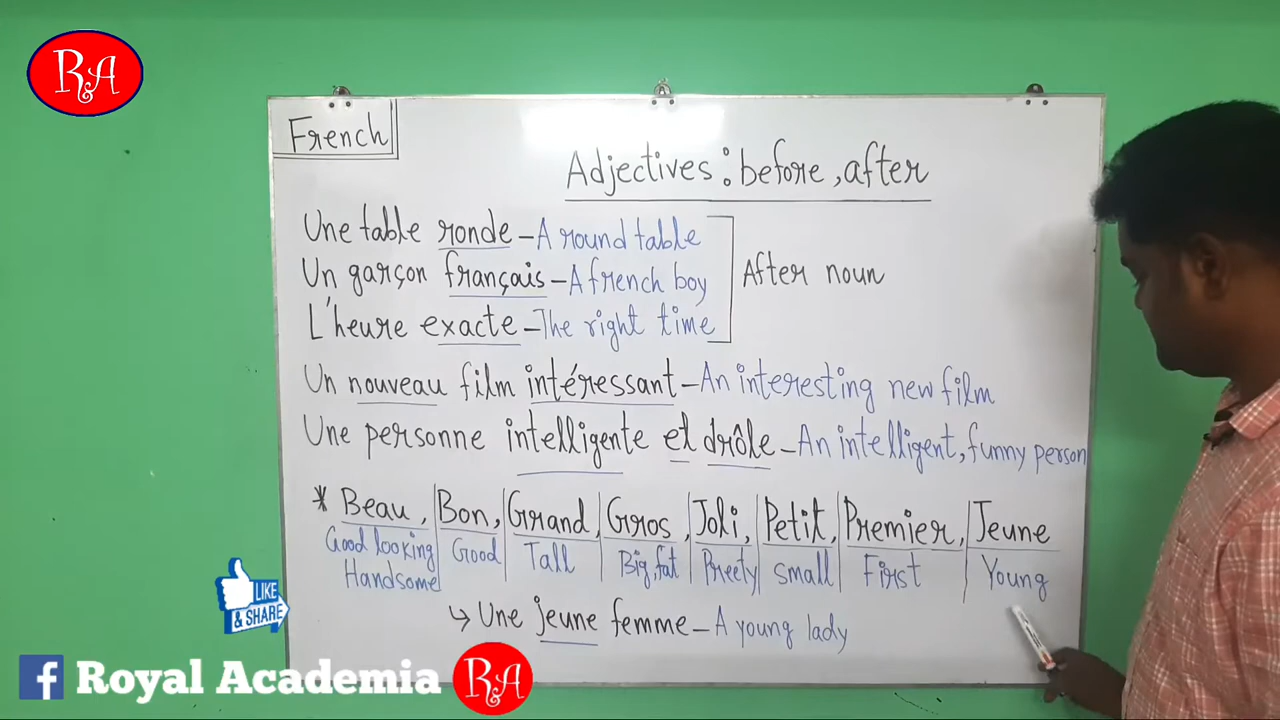 RA
French
Adjectives : before, after
Une table ronde - A round table
Un garçon français - A french boy
After noun
L'heure exacte - The right time
Un nouveau film intéressant - An interesting new film
Une personne intelligente et drôle - An intelligent, funny person
* Beau, Bon, Grand, Gros, Joli, Petit, Premier, Jeune
Good looking Good Tall Big, fat Preety small First Young
Handsome
↳ Une jeune femme - A young lady
LIKE
& SHARE
f Royal Academia RA